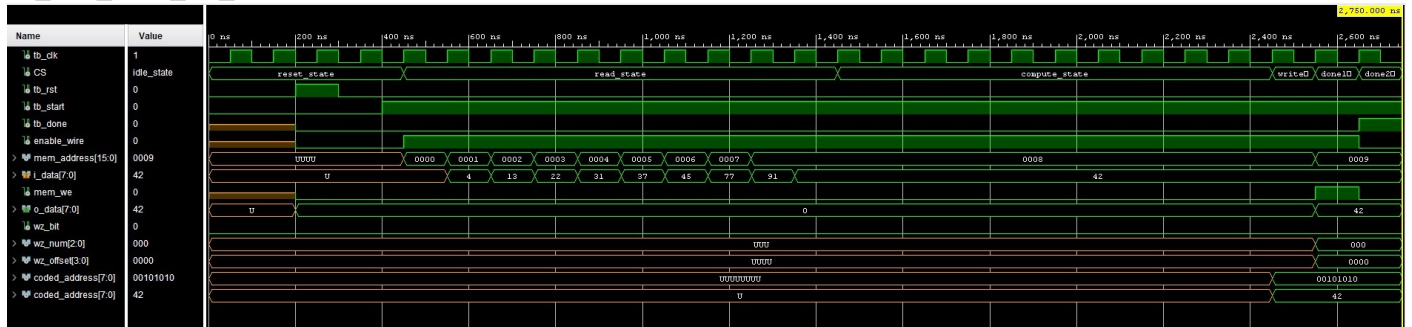 2,750.000 ns
Name Value 0 ns 200 ns 400 ns 600 ns 800 ns 1,000 ns 1,200 ns 1,400 ns 1,600 ns 1,800 ns 2,000 ns 2,200 ns 2,400 ns 2,600 ns
tb_clk 1
CS idle_state reset_state read_state compute_state write done1 done2
tb_rst 0
tb_start 0
tb_done 0
enable_wire 0
mem_address[15:0] 0009 UUUU 0000 0001 0002 0003 0004 0005 0006 0007 0008 0009
i_data[7:0] 42 U 4 13 22 31 37 45 77 91 42
mem_we 0
o_data[7:0] 42 U 0 42
wz_bit 0
wz_num[2:0] 000 UUU 000
wz_offset[3:0] 0000 UUUU 0000
coded_address[7:0] 00101010 UUUUUUUU 00101010
coded_address[7:0] 42 U 42